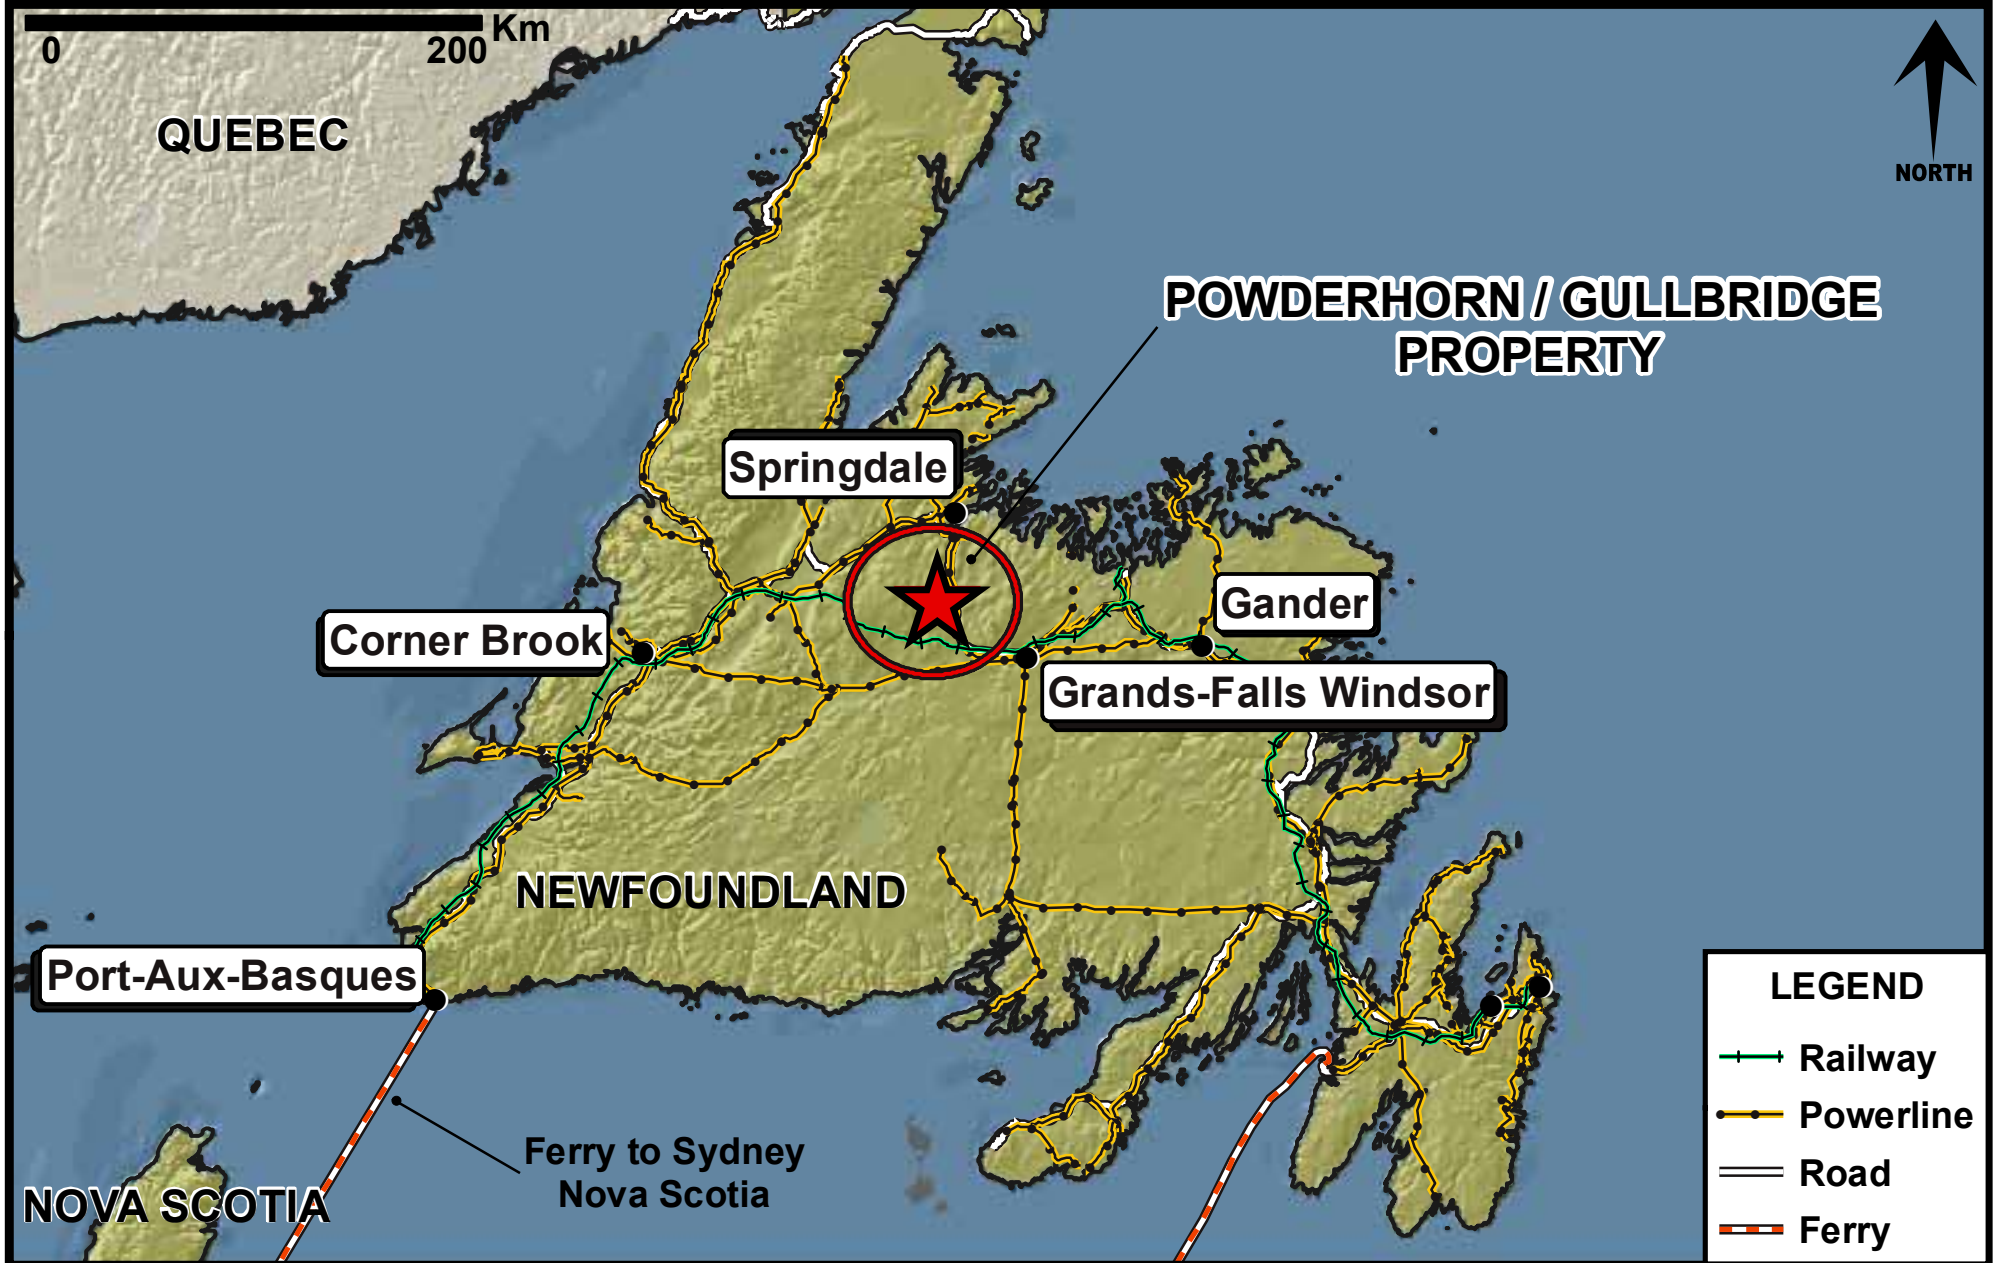 0
200
Km
QUEBEC
NORTH
POWDERHORN / GULLBRIDGE
PROPERTY
Springdale
Gander
Corner Brook
Grands-Falls Windsor
NEWFOUNDLAND
Port-Aux-Basques
Ferry to Sydney
Nova Scotia
NOVA SCOTIA
LEGEND
Railway
Powerline
Road
Ferry